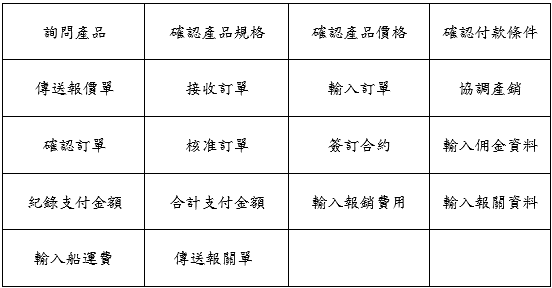 詢問產品 確認產品規格 確認產品價格 確認付款條件
傳送報價單 接收訂單 輸入訂單 協調產銷
確認訂單 核准訂單 簽訂合約 輸入佣金資料
紀錄支付金額 合計支付金額 輸入報銷費用 輸入報關資料
輸入船運費 傳送報關單